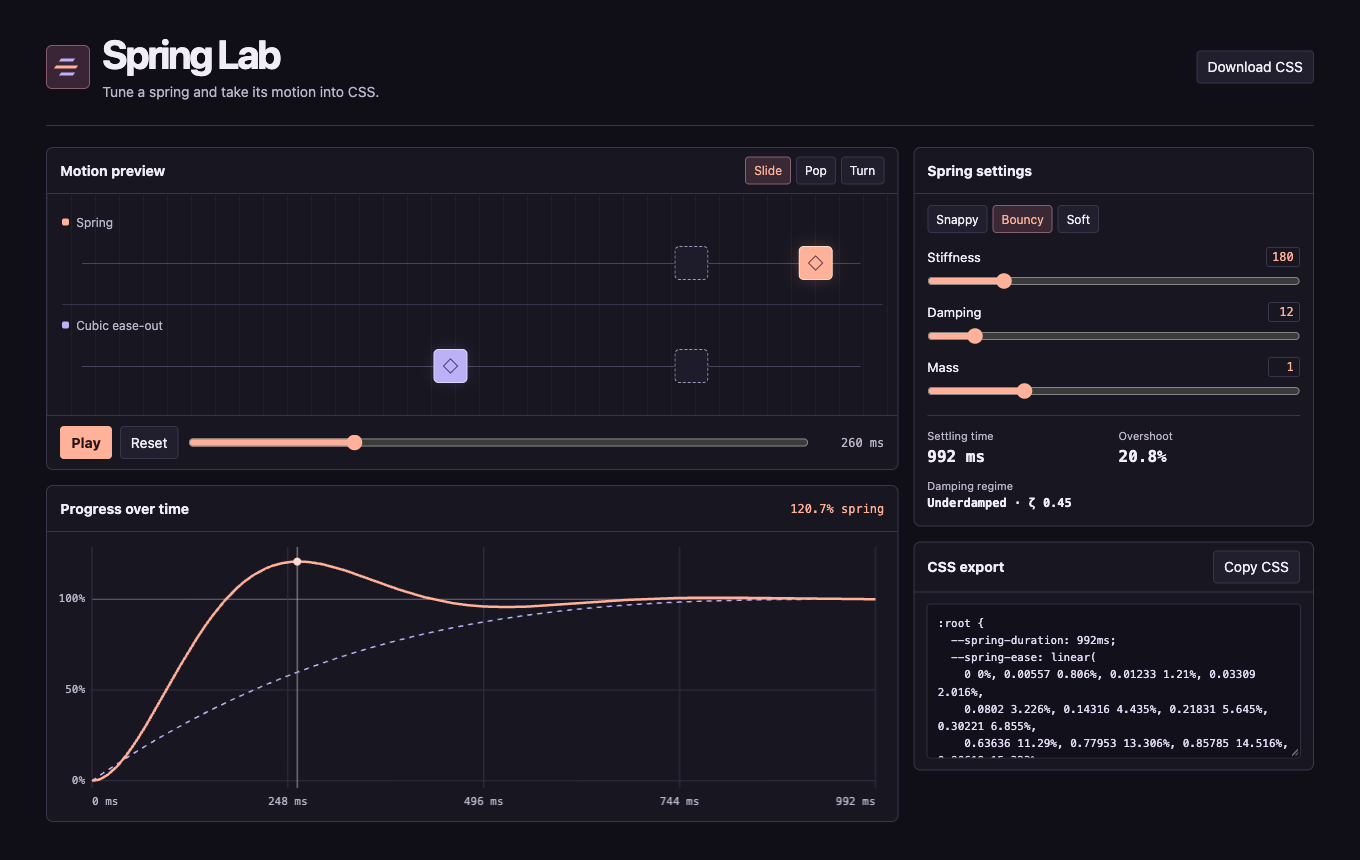 Spring Lab
Tune a spring and take its motion into CSS.
Download CSS
Motion preview
Slide
Pop
Turn
Spring
Cubic ease-out
Play
Reset
260 ms
Progress over time
120.7% spring
100%
50%
0%
0 ms
248 ms
496 ms
744 ms
992 ms
Spring settings
Snappy
Bouncy
Soft
Stiffness
180
Damping
12
Mass
1
Settling time
992 ms
Overshoot
20.8%
Damping regime
Underdamped · ζ 0.45
CSS export
Copy CSS
:root {
--spring-duration: 992ms;
--spring-ease: linear(
0 0%, 0.00557 0.806%, 0.01233 1.21%, 0.03309
2.016%,
0.0802 3.226%, 0.14316 4.435%, 0.21831 5.645%,
0.30221 6.855%,
0.63636 11.29%, 0.77953 13.306%, 0.85785 14.516%,